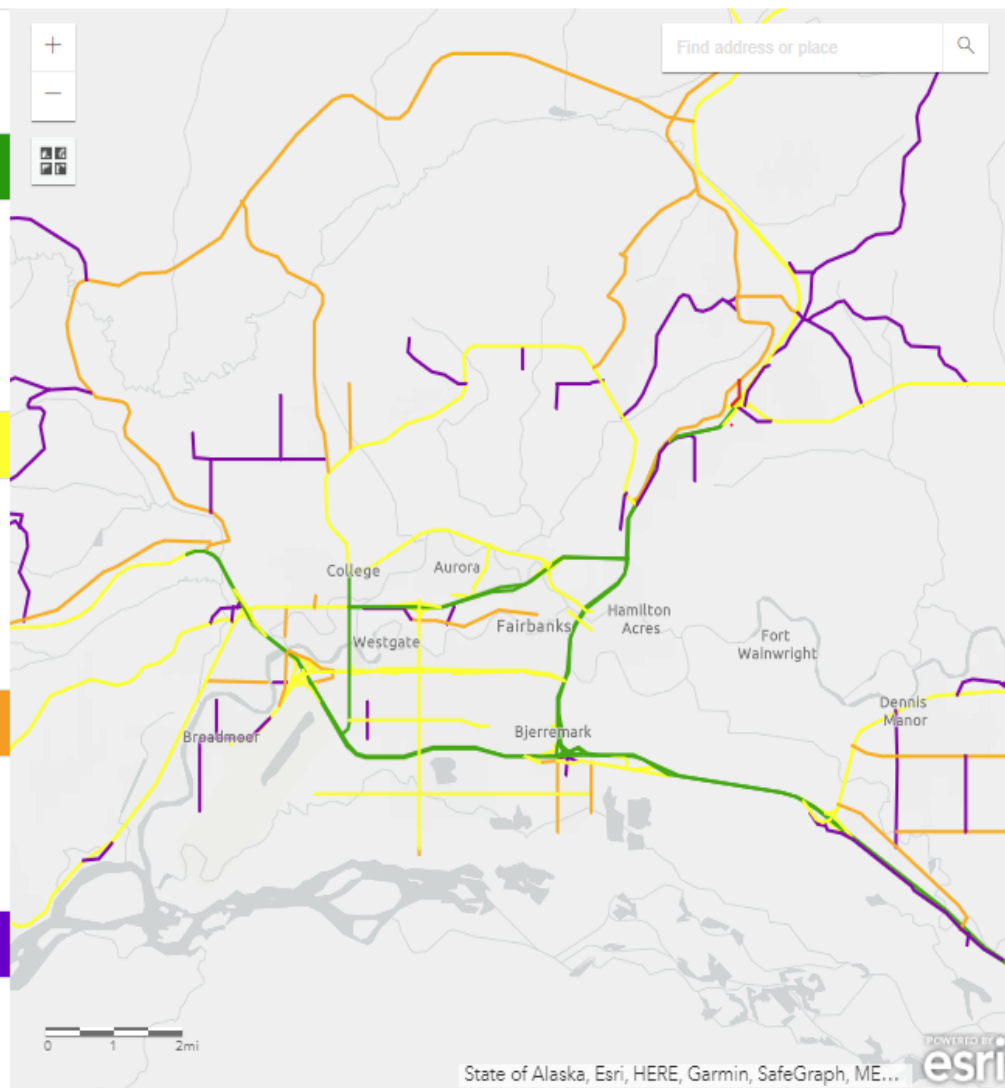 +
Find address or place
−
College
Aurora
Fairbanks
Hamilton
Acres
Westgate
Fort
Wainwright
Dennis
Manor
Broadmoor
Bjerremark
0 1 2mi
State of Alaska, Esri, HERE, Garmin, SafeGraph, ME...
POWERED BY
esri